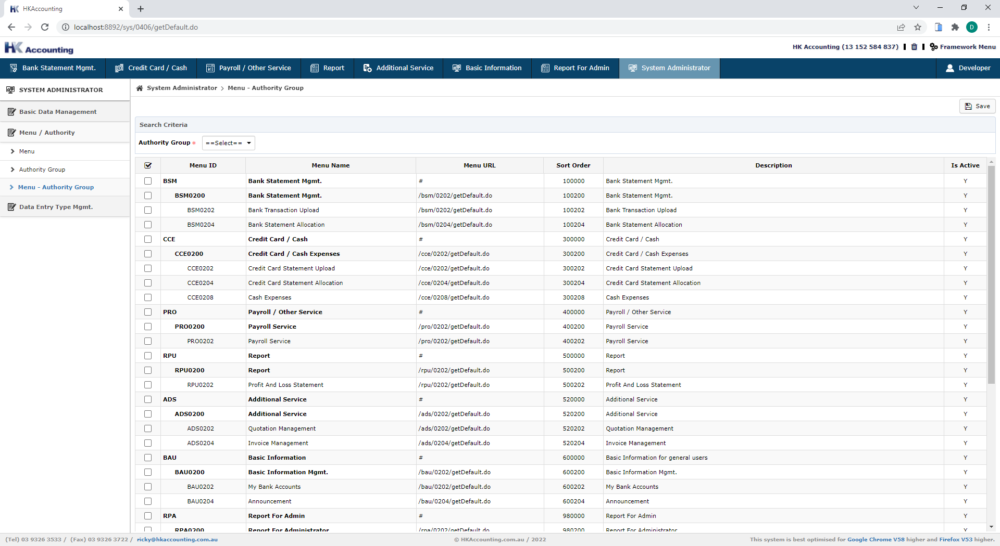 HKAccounting
localhost:8892/sys/0406/getDefault.do
D
HK Accounting
HK Accounting (13 152 584 837)
Framework Menu
Bank Statement Mgmt.
Credit Card / Cash
Payroll / Other Service
Report
Additional Service
Basic Information
Report For Admin
System Administrator
Developer
SYSTEM ADMINISTRATOR
Basic Data Management
Menu / Authority
Menu
Authority Group
Menu - Authority Group
Data Entry Type Mgmt.
System Administrator > Menu - Authority Group
Save
Search Criteria
Authority Group * ==Select==
Menu ID Menu Name Menu URL Sort Order Description Is Active
BSM Bank Statement Mgmt. # 100000 Bank Statement Mgmt. Y
BSM0200 Bank Statement Mgmt. /bsm/0202/getDefault.do 100200 Bank Statement Mgmt. Y
BSM0202 Bank Transaction Upload /bsm/0202/getDefault.do 100202 Bank Transaction Upload Y
BSM0204 Bank Statement Allocation /bsm/0204/getDefault.do 100204 Bank Statement Allocation Y
CCE Credit Card / Cash # 300000 Credit Card / Cash Y
CCE0200 Credit Card / Cash Expenses /cce/0202/getDefault.do 300200 Credit Card / Cash Expenses Y
CCE0202 Credit Card Statement Upload /cce/0202/getDefault.do 300202 Credit Card Statement Upload Y
CCE0204 Credit Card Statement Allocation /cce/0204/getDefault.do 300204 Credit Card Statement Allocation Y
CCE0208 Cash Expenses /cce/0208/getDefault.do 300208 Cash Expenses Y
PRO Payroll / Other Service # 400000 Payroll / Other Service Y
PRO0200 Payroll Service /pro/0202/getDefault.do 400200 Payroll Service Y
PRO0202 Payroll Service /pro/0202/getDefault.do 400202 Payroll Service Y
RPU Report # 500000 Report Y
RPU0200 Report /rpu/0202/getDefault.do 500200 Report Y
RPU0202 Profit And Loss Statement /rpu/0202/getDefault.do 500202 Profit And Loss Statement Y
ADS Additional Service # 520000 Additional Service Y
ADS0200 Additional Service /ads/0202/getDefault.do 520200 Additional Service Y
ADS0202 Quotation Management /ads/0202/getDefault.do 520202 Quotation Management Y
ADS0204 Invoice Management /ads/0204/getDefault.do 520204 Invoice Management Y
BAU Basic Information # 600000 Basic Information for general users Y
BAU0200 Basic Information Mgmt. /bau/0202/getDefault.do 600200 Basic Information Mgmt. Y
BAU0202 My Bank Accounts /bau/0202/getDefault.do 600202 My Bank Accounts Y
BAU0204 Announcement /bau/0204/getDefault.do 600204 Announcement Y
RPA Report For Admin # 980000 Report For Admin Y
RPA0200 Report For Administrator /rpa/0202/getDefault.do 980200 Report For Administrator Y
(Tel) 03 9326 3533 / (Fax) 03 9326 3722 / ricky@hkaccounting.com.au
© HKAccounting.com.au / 2022
This system is best optimised for Google Chrome V58 higher and Firefox V53 higher.